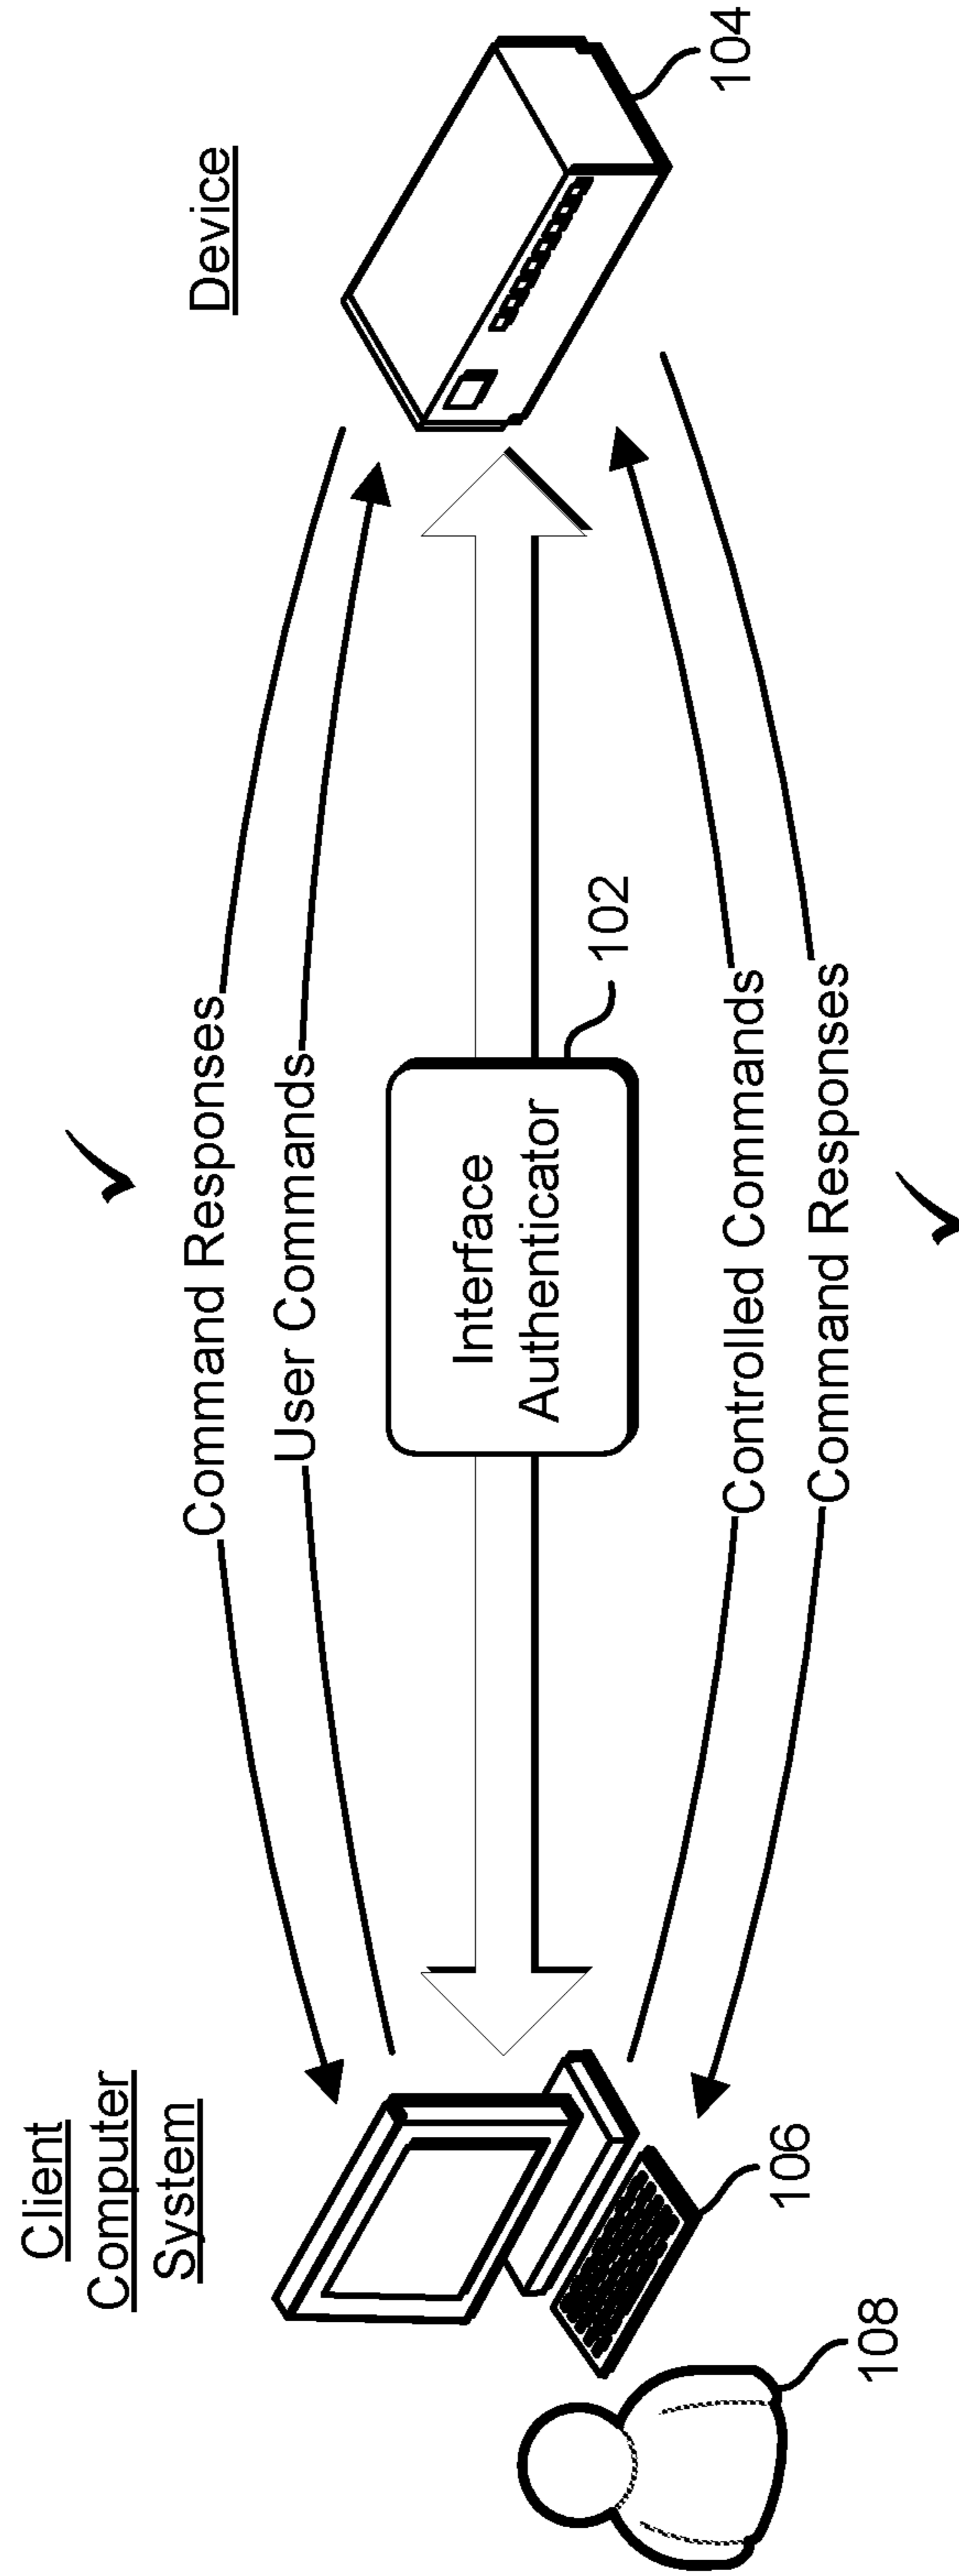 Client
Computer
System
Device
Command Responses
User Commands
Interface
Authenticator
102
104
Controlled Commands
Command Responses
106
108